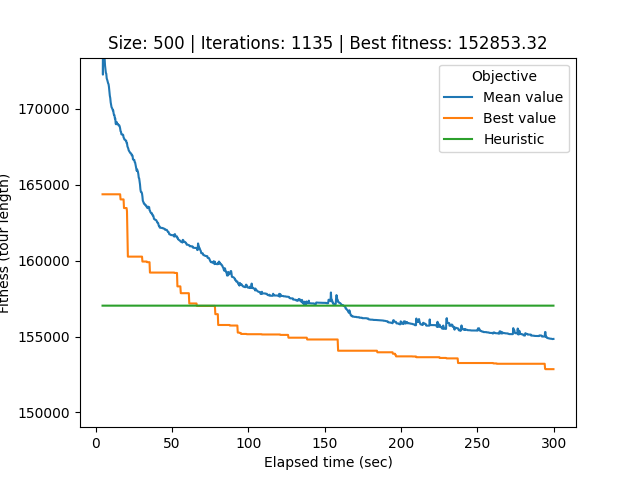 Size: 500 | Iterations: 1135 | Best fitness: 152853.32
Objective
Mean value
Best value
Heuristic
170000
165000
160000
155000
150000
Fitness (tour length)
0 50 100 150 200 250 300
Elapsed time (sec)